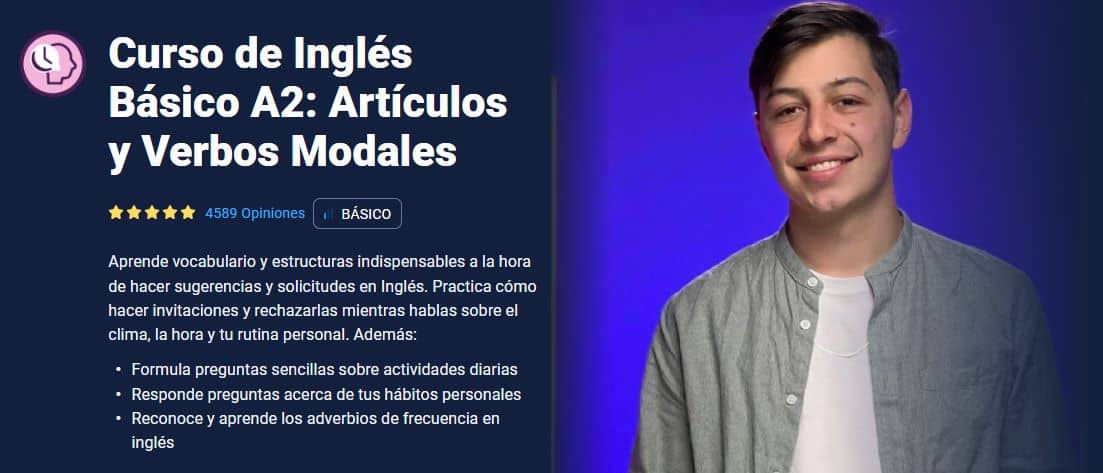 Curso de Inglés
Básico A2: Artículos
y Verbos Modales
4589 Opiniones
BÁSICO
Aprende vocabulario y estructuras indispensables a la hora
de hacer sugerencias y solicitudes en Inglés. Practica cómo
hacer invitaciones y rechazarlas mientras hablas sobre el
clima, la hora y tu rutina personal. Además:
• Formula preguntas sencillas sobre actividades diarias
• Responde preguntas acerca de tus hábitos personales
• Reconoce y aprende los adverbios de frecuencia en
inglés